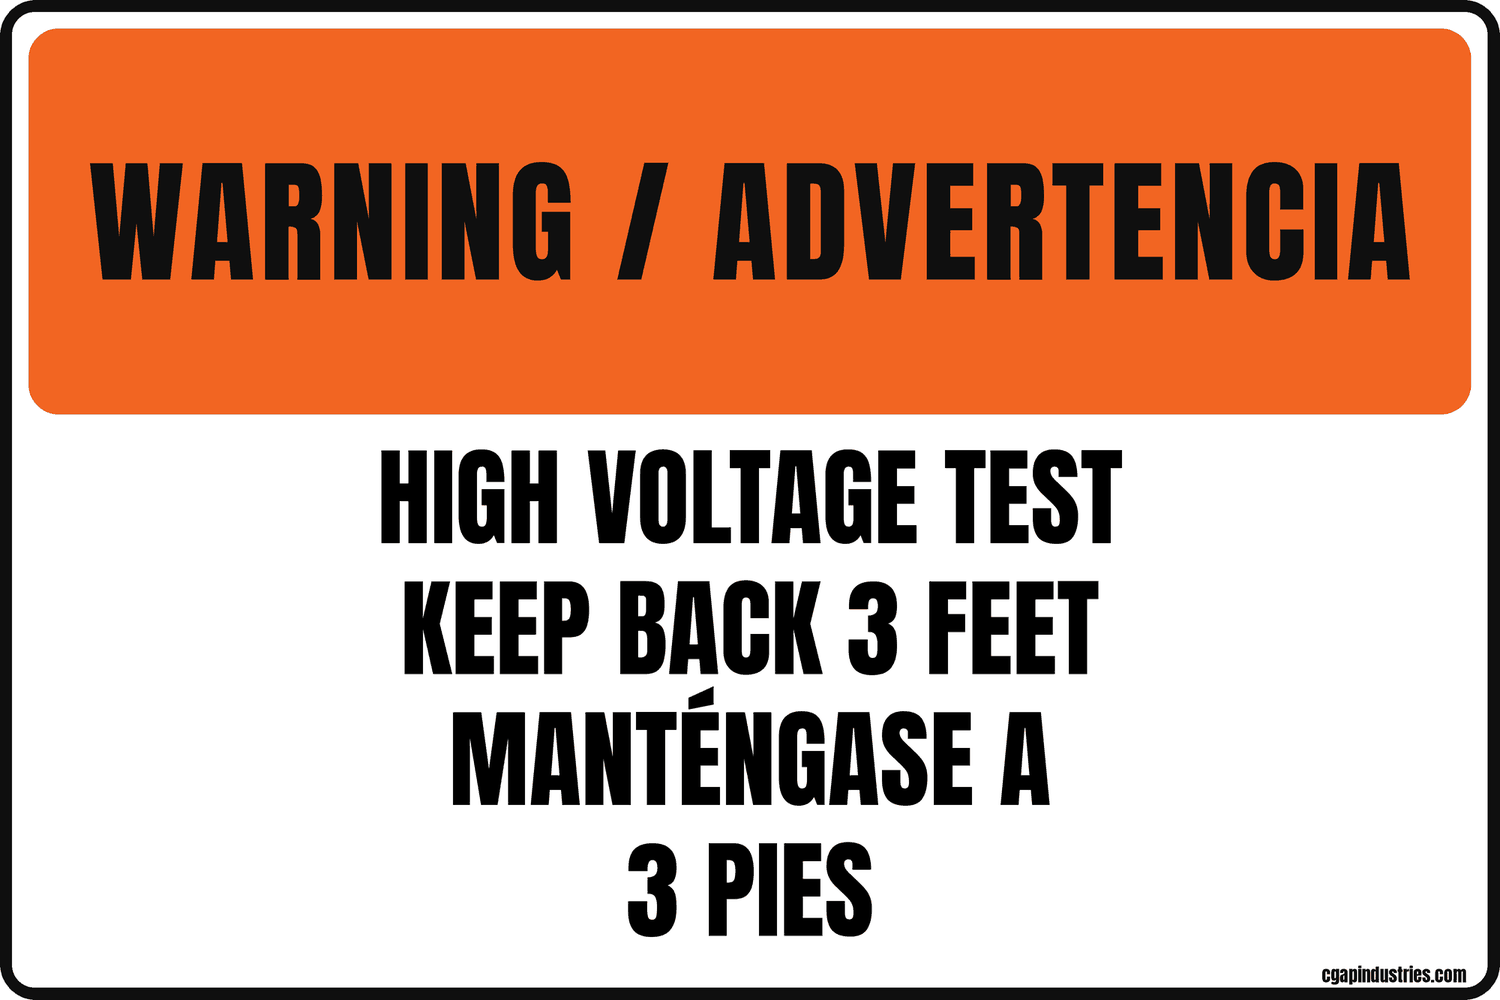 WARNING / ADVERTENCIA
HIGH VOLTAGE TEST
KEEP BACK 3 FEET
MANTÉNGASE A
3 PIES
cgapindustries.com